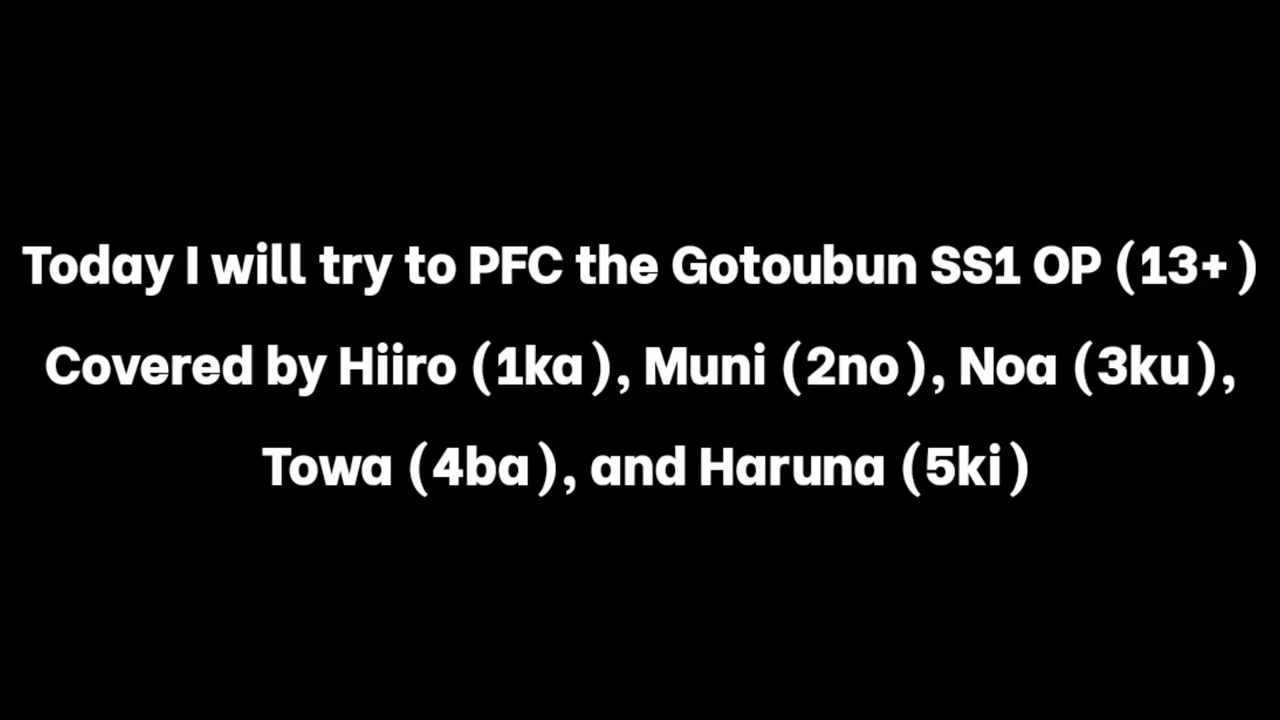 Today I will try to PFC the Gotoubun SS1 OP (13+)
Covered by Hiiro (1ka), Muni (2no), Noa (3ku),
Towa (4ba), and Haruna (5ki)